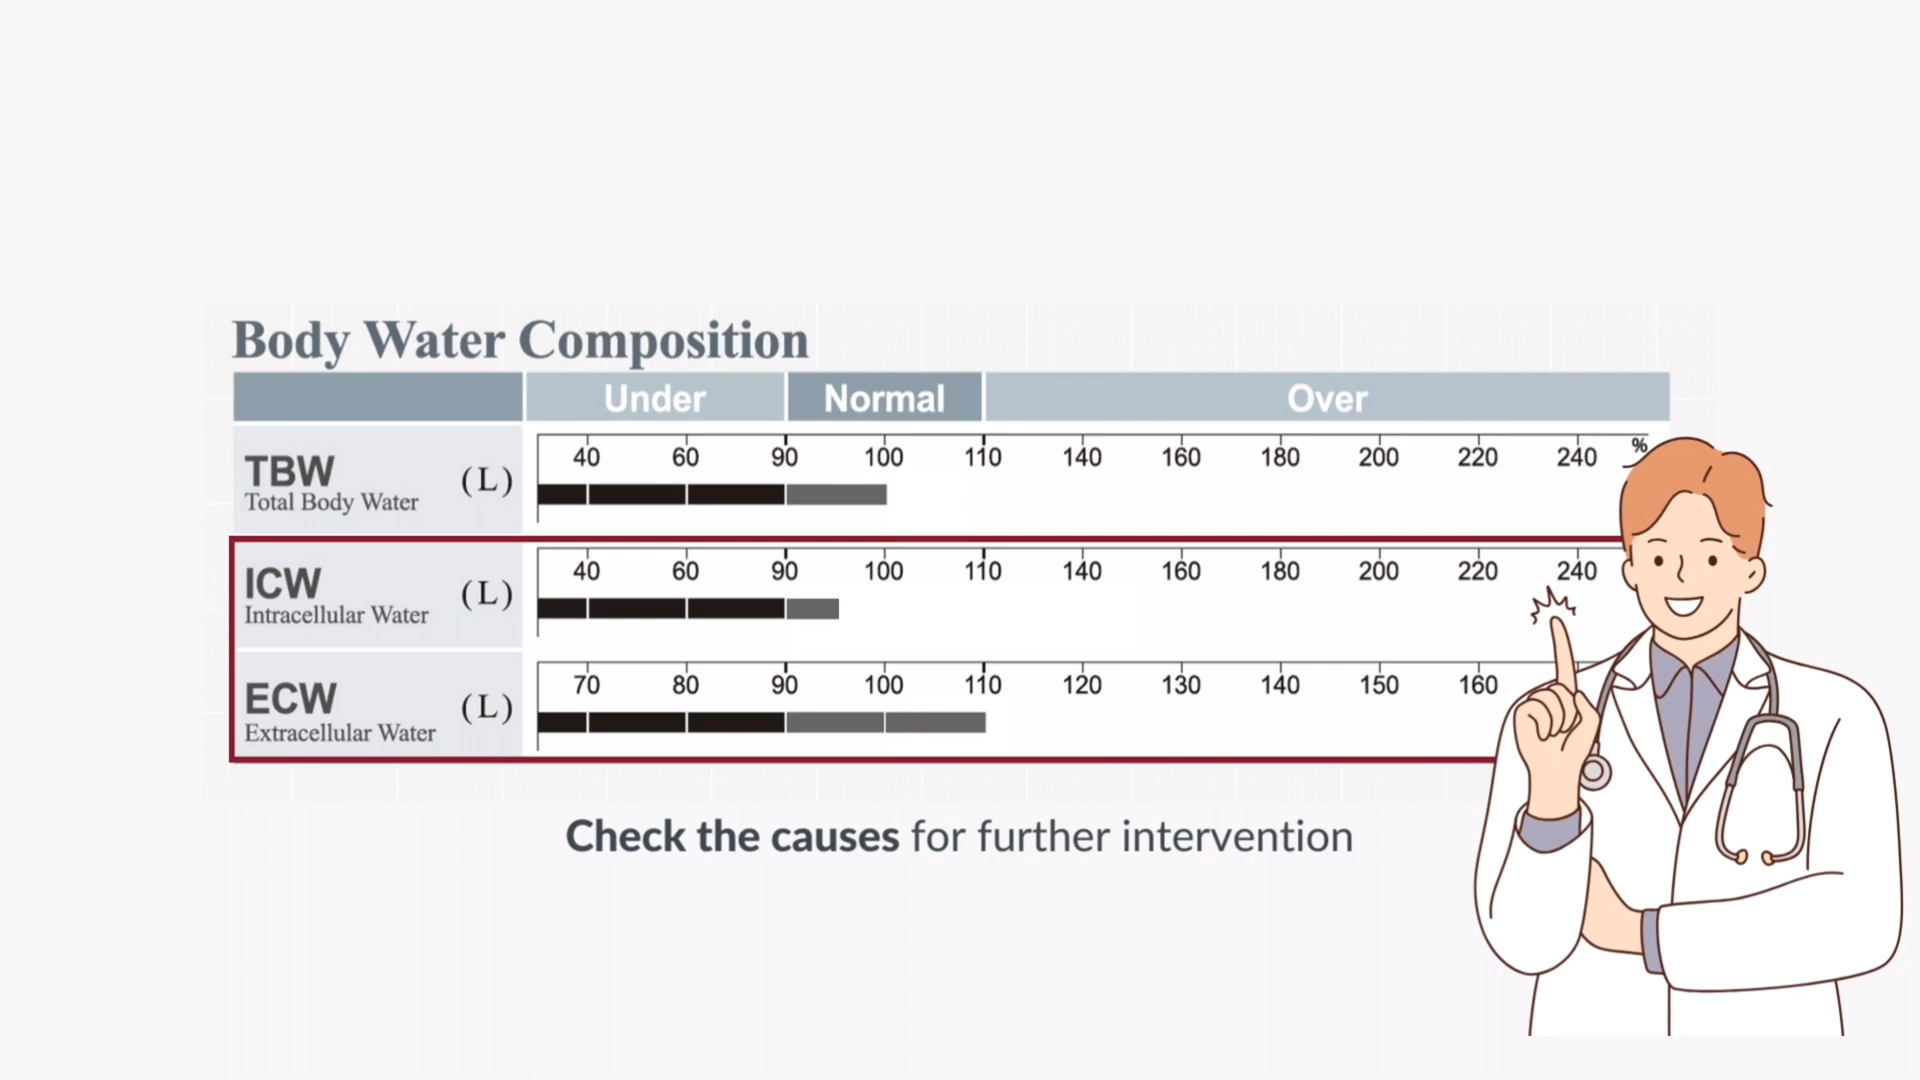 Body Water Composition
Under Normal Over
TBW (L) 40 60 90 100 110 140 160 180 200 220 240 %
Total Body Water
ICW (L) 40 60 90 100 110 140 160 180 200 220 240
Intracellular Water
ECW (L) 70 80 90 100 110 120 130 140 150 160
Extracellular Water
Check the causes for further intervention